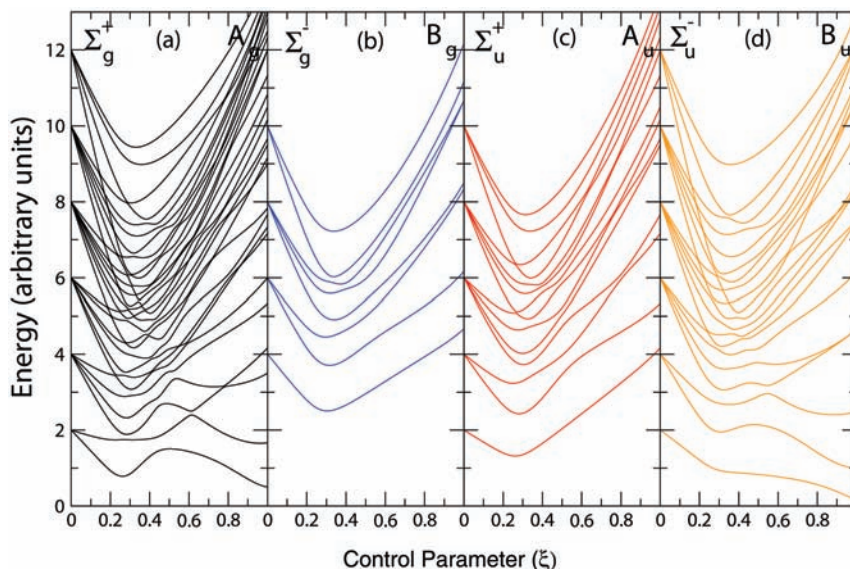 Σg+ (a) Ag Σg- (b) Bg Σu+ (c) Au Σu- (d) Bu
12
10
8
6
4
2
0
0 0.2 0.4 0.6 0.8 0 0.2 0.4 0.6 0.8 0 0.2 0.4 0.6 0.8 0 0.2 0.4 0.6 0.8
Energy (arbitrary units)
Control Parameter (ξ)